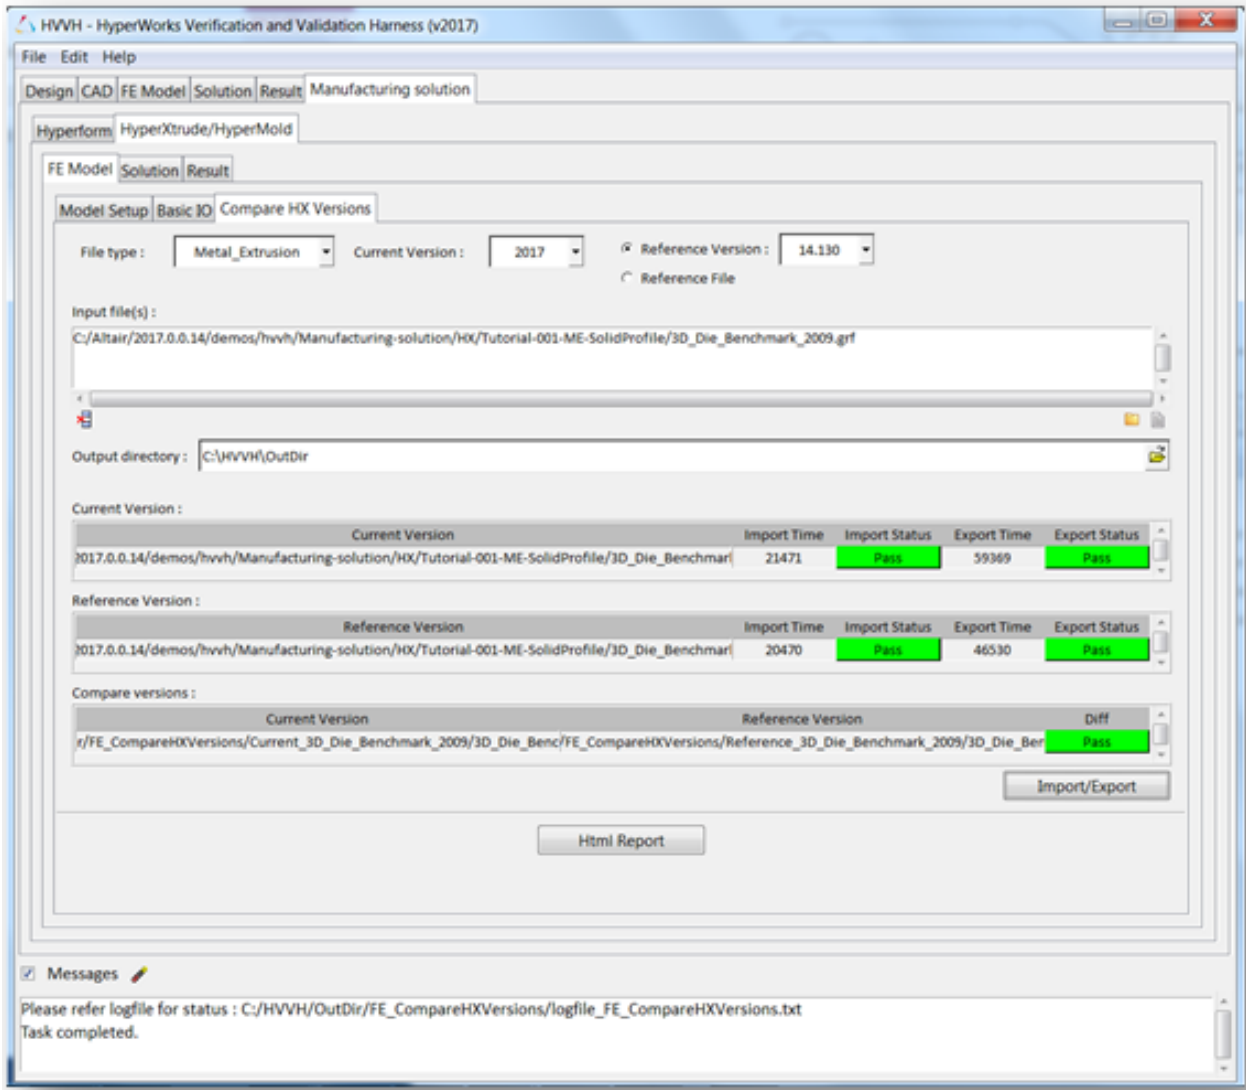 HVVH - HyperWorks Verification and Validation Harness (v2017)
File Edit Help
Design CAD FE Model Solution Result Manufacturing solution
Hyperform HyperXtrude/HyperMold
FE Model Solution Result
Model Setup Basic IO Compare HX Versions
File type : Metal_Extrusion Current Version : 2017 Reference Version : 14.130
Reference File
Input file(s) :
C:/Altair/2017.0.0.14/demos/hvvh/Manufacturing-solution/HX/Tutorial-001-ME-SolidProfile/3D_Die_Benchmark_2009.grf
Output directory : C:\HVVH\OutDir
Current Version :
Current Version Import Time Import Status Export Time Export Status
2017.0.0.14/demos/hvvh/Manufacturing-solution/HX/Tutorial-001-ME-SolidProfile/3D_Die_Benchmarl 21471 Pass 59369 Pass
Reference Version :
Reference Version Import Time Import Status Export Time Export Status
2017.0.0.14/demos/hvvh/Manufacturing-solution/HX/Tutorial-001-ME-SolidProfile/3D_Die_Benchmarl 20470 Pass 46530 Pass
Compare versions :
Current Version Reference Version Diff
r/FE_CompareHXVersions/Current_3D_Die_Benchmark_2009/3D_Die_Benc /FE_CompareHXVersions/Reference_3D_Die_Benchmark_2009/3D_Die_Ber Pass
Import/Export
Html Report
Messages
Please refer logfile for status : C:/HVVH/OutDir/FE_CompareHXVersions/logfile_FE_CompareHXVersions.txt
Task completed.